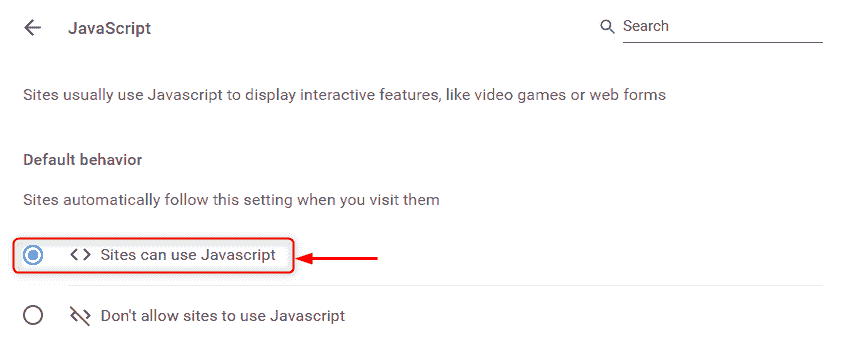 JavaScript
Search
Sites usually use Javascript to display interactive features, like video games or web forms
Default behavior
Sites automatically follow this setting when you visit them
Sites can use Javascript
Don't allow sites to use Javascript